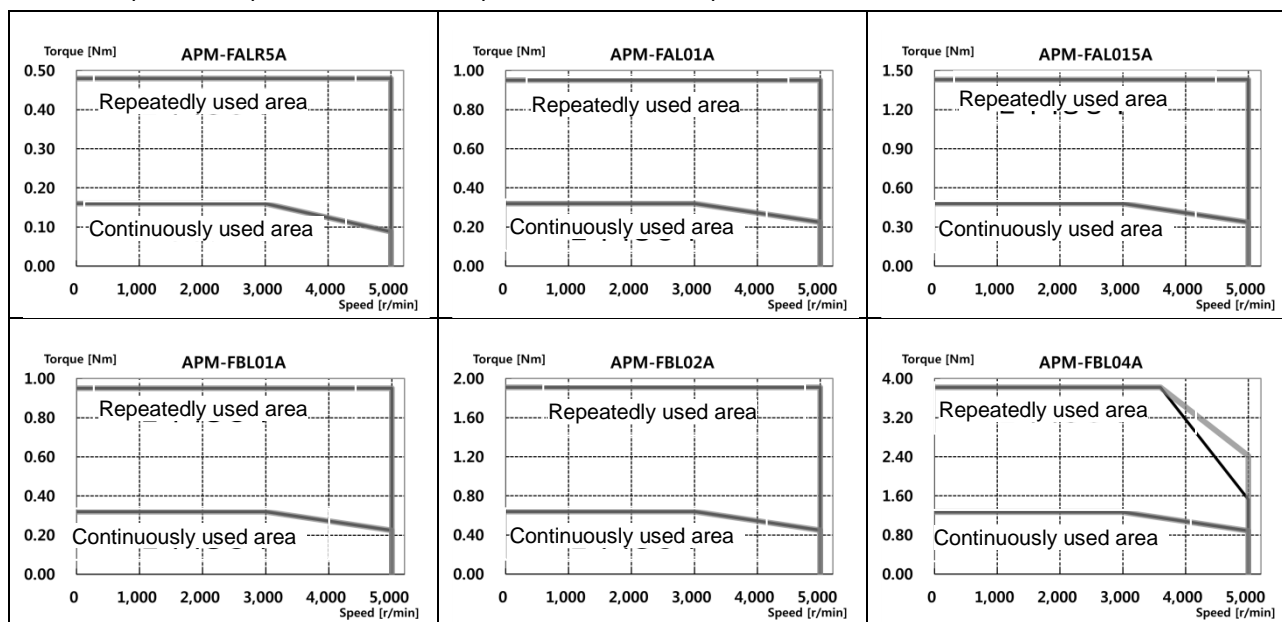 Torque [Nm] APM-FALR5A
0.50
Repeatedly used area
0.40
0.30
0.20
Continuously used area
0.10
0.00
0 1,000 2,000 3,000 4,000 5,000
Speed [r/min]
Torque [Nm] APM-FAL01A
1.00
Repeatedly used area
0.80
0.60
0.40
Continuously used area
0.20
0.00
0 1,000 2,000 3,000 4,000 5,000
Speed [r/min]
Torque [Nm] APM-FAL015A
1.50
Repeatedly used area
1.20
0.90
0.60
Continuously used area
0.30
0.00
0 1,000 2,000 3,000 4,000 5,000
Speed [r/min]
Torque [Nm] APM-FBL01A
1.00
Repeatedly used area
0.80
0.60
0.40
0.20
Continuously used area
0.00
0 1,000 2,000 3,000 4,000 5,000
Speed [r/min]
Torque [Nm] APM-FBL02A
2.00
Repeatedly used area
1.60
1.20
0.80
0.40
Continuously used area
0.00
0 1,000 2,000 3,000 4,000 5,000
Speed [r/min]
Torque [Nm] APM-FBL04A
4.00
Repeatedly used area
3.20
2.40
1.60
0.80
Continuously used area
0.00
0 1,000 2,000 3,000 4,000 5,000
Speed [r/min]